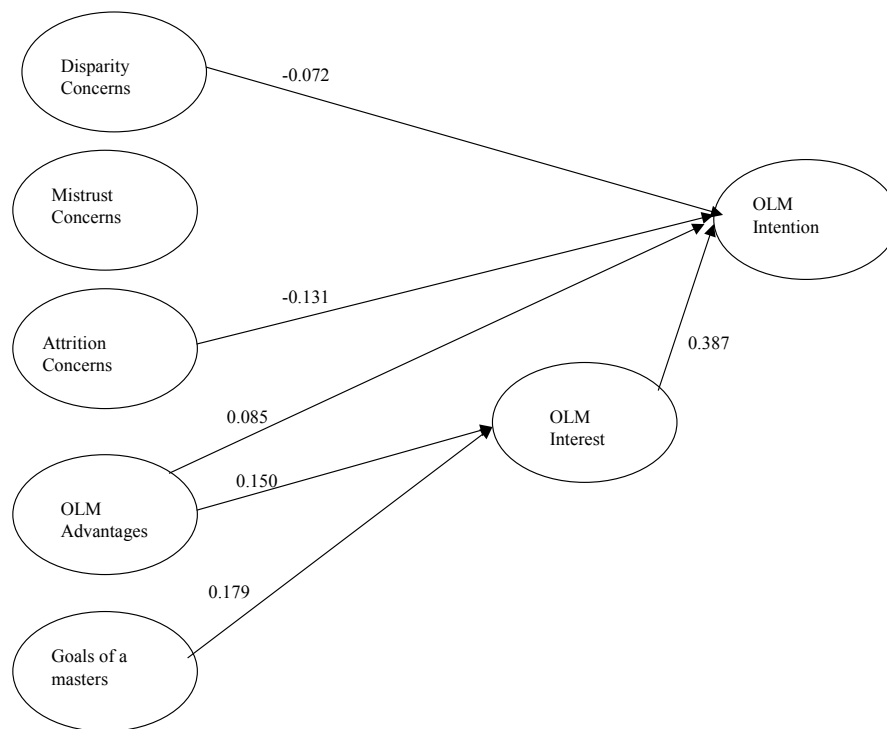 Disparity
Concerns
-0.072
Mistrust
Concerns
OLM
Intention
Attrition
Concerns
-0.131
0.387
0.085
OLM
Interest
0.150
OLM
Advantages
0.179
Goals of a
masters